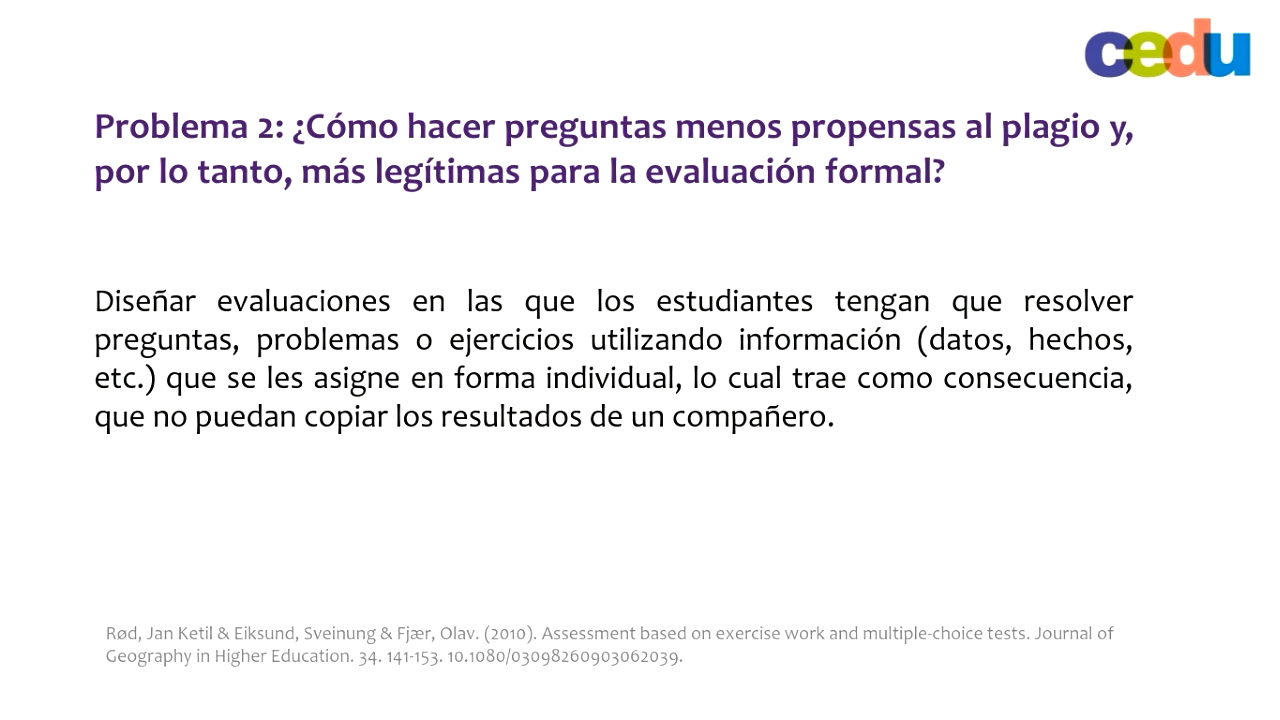 cedu
Problema 2: ¿Cómo hacer preguntas menos propensas al plagio y,
por lo tanto, más legítimas para la evaluación formal?
Diseñar evaluaciones en las que los estudiantes tengan que resolver
preguntas, problemas o ejercicios utilizando información (datos, hechos,
etc.) que se les asigne en forma individual, lo cual trae como consecuencia,
que no puedan copiar los resultados de un compañero.
Rød, Jan Ketil & Eiksund, Sveinung & Fjær, Olav. (2010). Assessment based on exercise work and multiple-choice tests. Journal of
Geography in Higher Education. 34. 141-153. 10.1080/03098260903062039.